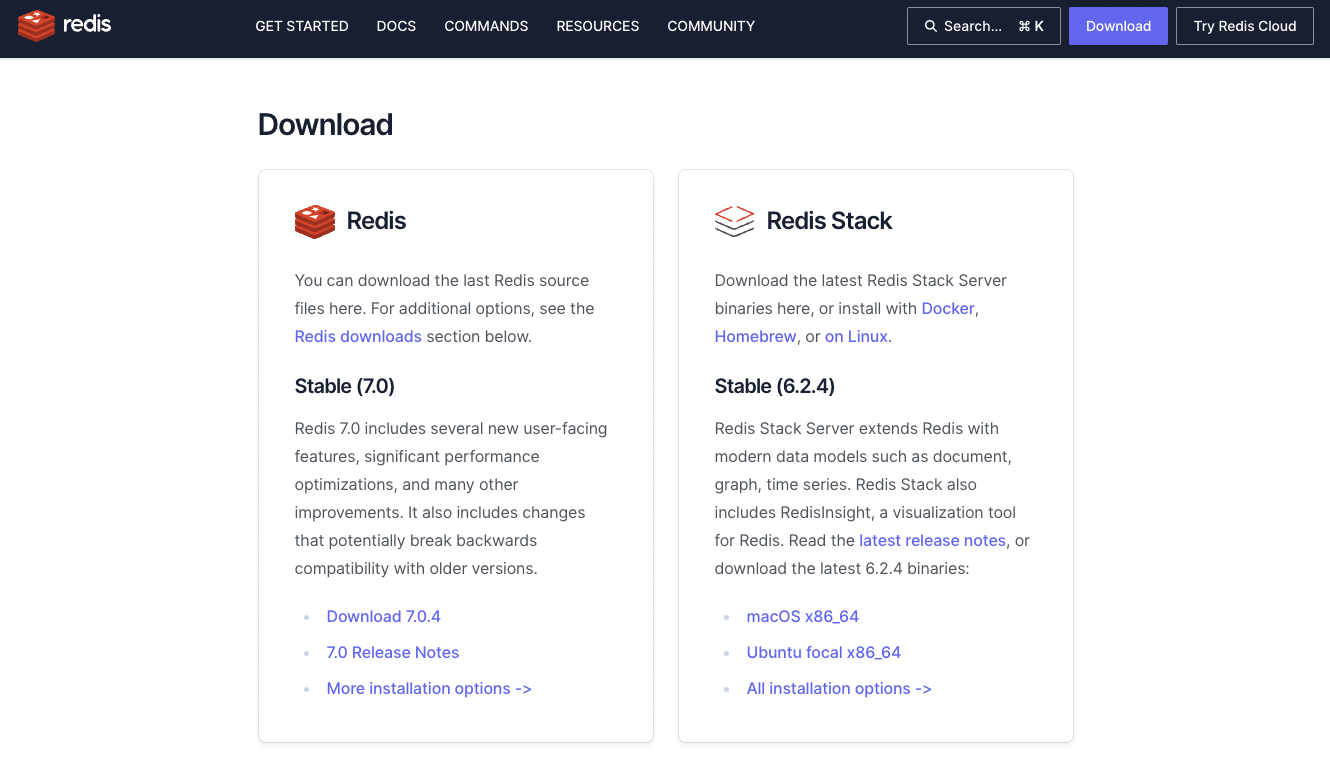 redis
GET STARTED
DOCS
COMMANDS
RESOURCES
COMMUNITY
Search... ⌘ K
Download
Try Redis Cloud
Download
Redis
You can download the last Redis source
files here. For additional options, see the
Redis downloads section below.
Stable (7.0)
Redis 7.0 includes several new user-facing
features, significant performance
optimizations, and many other
improvements. It also includes changes
that potentially break backwards
compatibility with older versions.
Download 7.0.4
7.0 Release Notes
More installation options ->
Redis Stack
Download the latest Redis Stack Server
binaries here, or install with Docker,
Homebrew, or on Linux.
Stable (6.2.4)
Redis Stack Server extends Redis with
modern data models such as document,
graph, time series. Redis Stack also
includes RedisInsight, a visualization tool
for Redis. Read the latest release notes, or
download the latest 6.2.4 binaries:
macOS x86_64
Ubuntu focal x86_64
All installation options ->